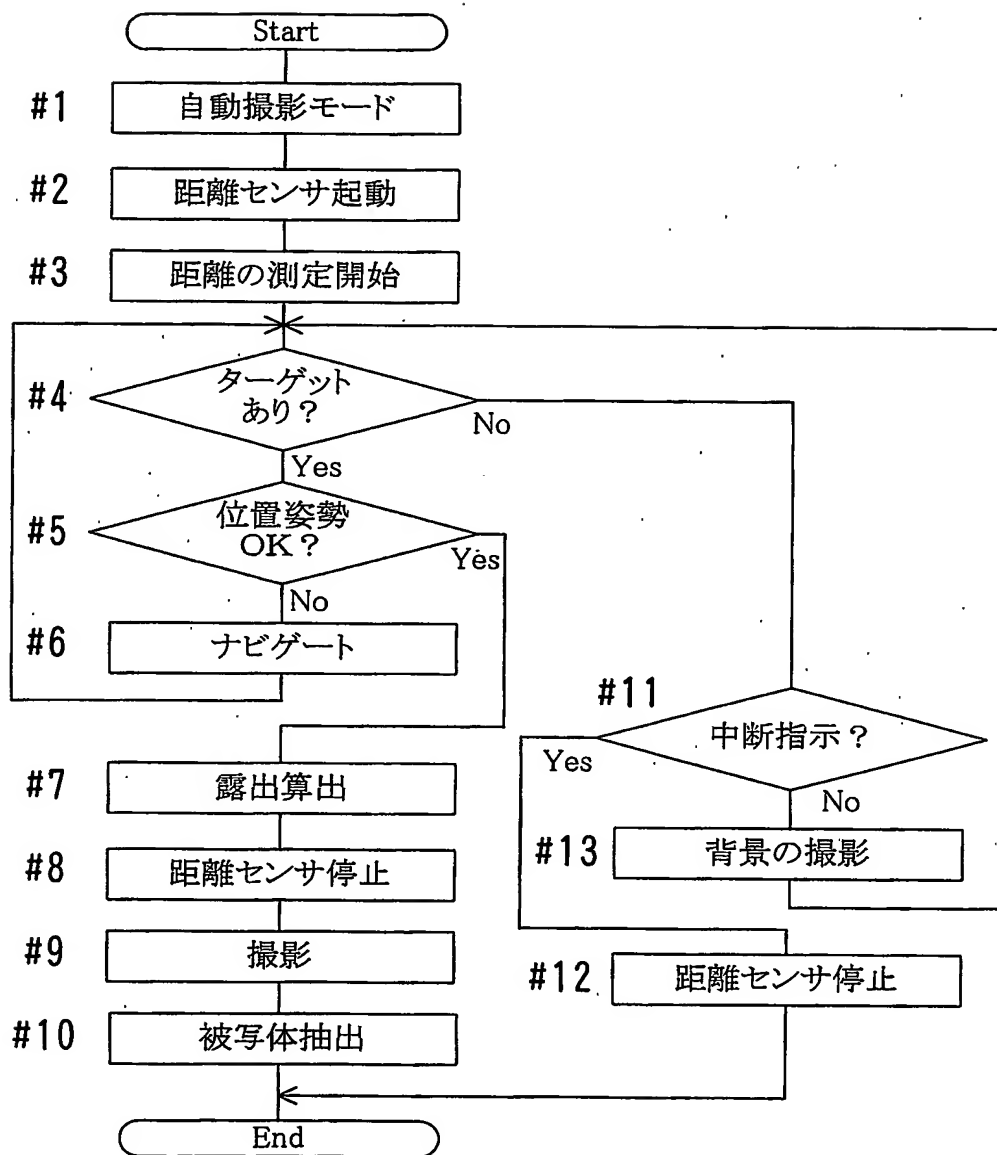 Start
#1
自動撮影モード
#2
距離センサ起動
#3
距離の測定開始
#4
ターゲット
あり？
No
Yes
#5
位置姿勢
OK？
Yes
No
#6
ナビゲート
#11
中断指示？
Yes
No
#7
露出算出
#13
背景の撮影
#8
距離センサ停止
#9
撮影
#12
距離センサ停止
#10
被写体抽出
End